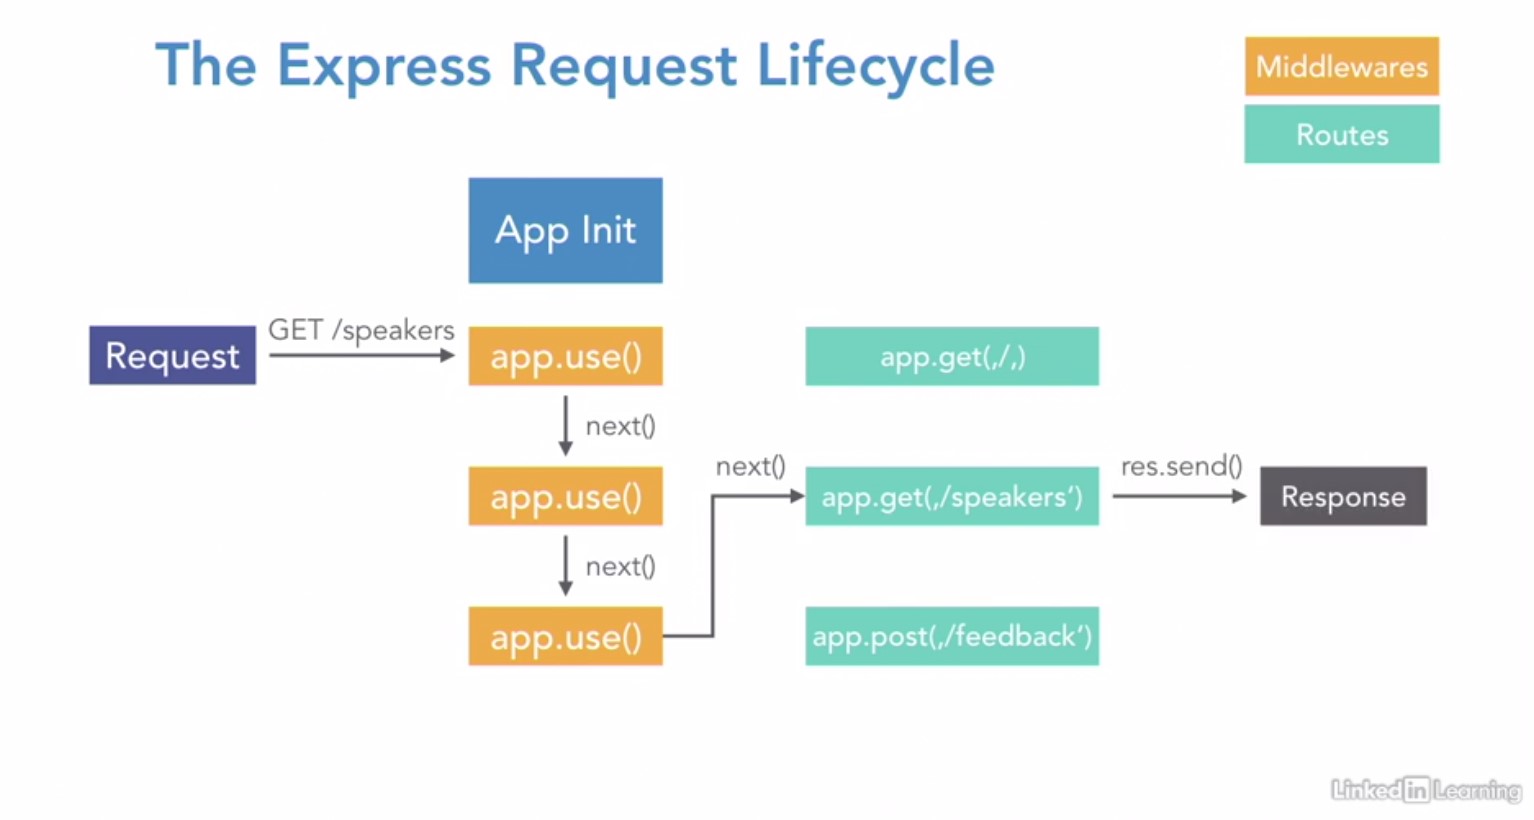 The Express Request Lifecycle
Middlewares
Routes
App Init
Request
GET /speakers
app.use()
app.get(,/,)
next()
app.use()
next()
app.get(,/speakers’)
res.send()
Response
next()
app.use()
app.post(,/feedback’)
Linked in Learning